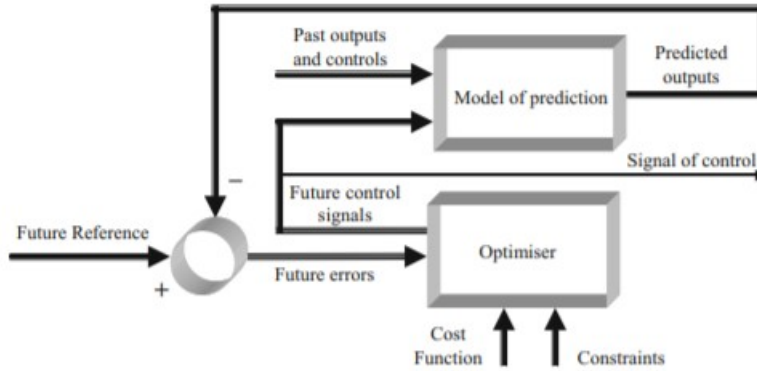 Past outputs
and controls
Model of prediction
Predicted
outputs
Signal of control
−
Future control
signals
Future Reference
+
Future errors
Optimiser
Cost
Function
Constraints